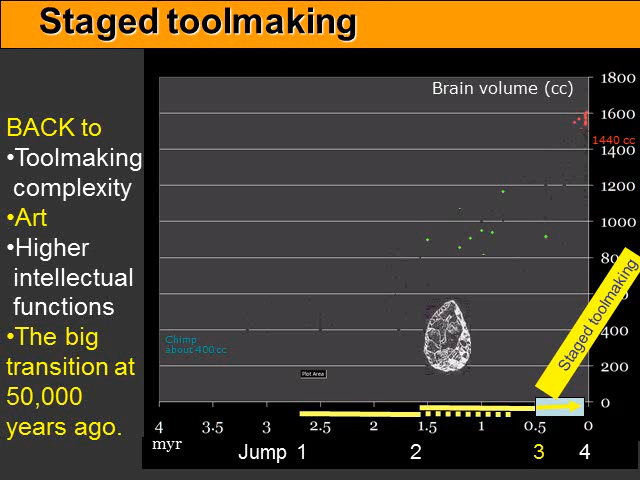 Staged toolmaking
BACK to
•Toolmaking
complexity
•Art
•Higher
intellectual
functions
•The big
transition at
50,000
years ago.
Brain volume (cc)
1800
1600
1440 cc
1400
1200
1000
400
200
0
Staged toolmaking
Chimp
about 400 cc
Plot Area
4 3.5 3 2.5 2 1.5 1 0.5 0
myr
Jump 1 2 3 4